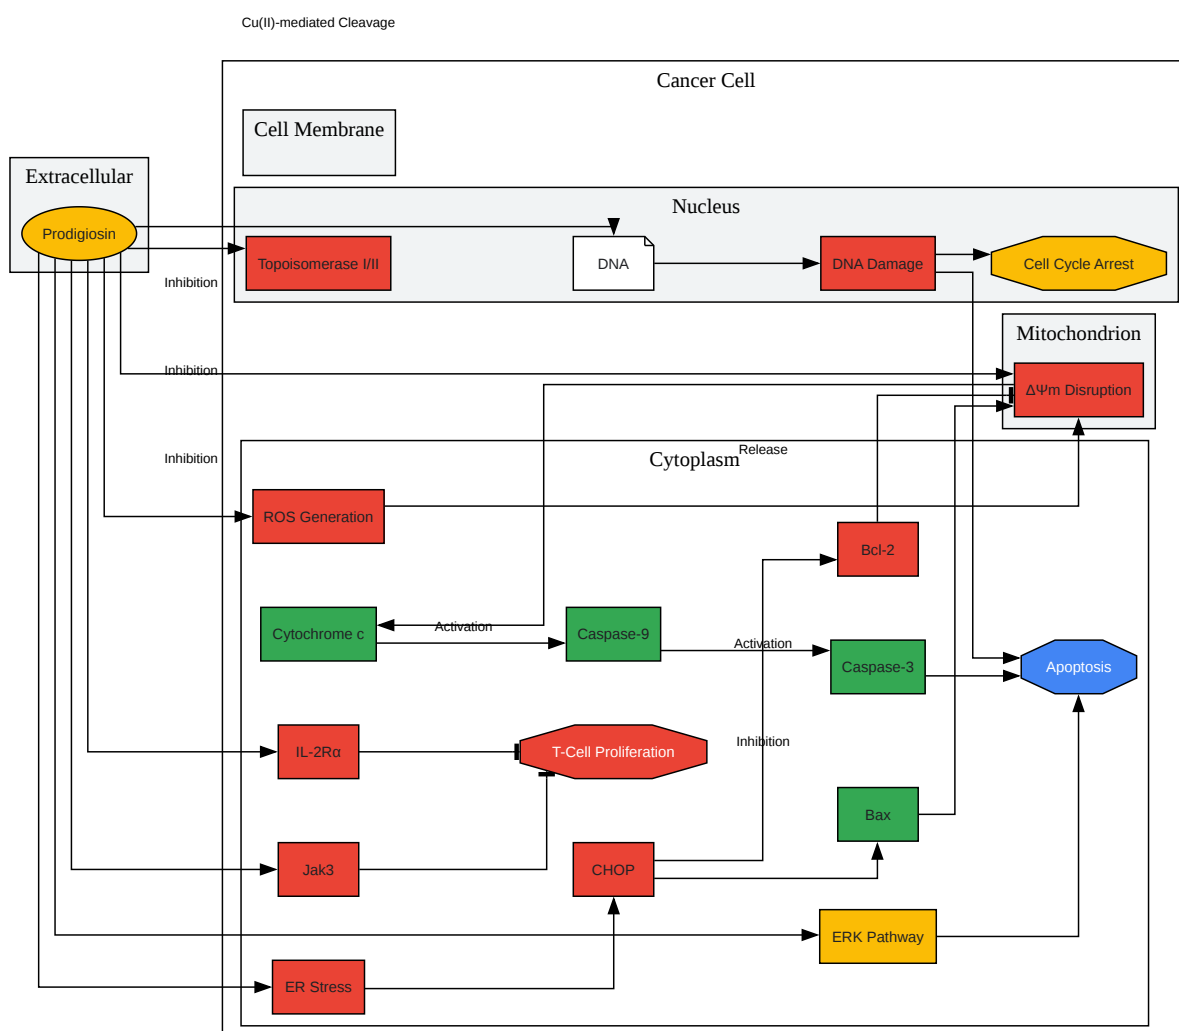 Cu(II)-mediated Cleavage
Cancer Cell
Cell Membrane
Extracellular
Nucleus
Prodigiosin
Topoisomerase I/II
DNA
DNA Damage
Cell Cycle Arrest
Inhibition
Mitochondrion
Inhibition
ΔΨm Disruption
Release
Inhibition
Cytoplasm
ROS Generation
Bcl-2
Cytochrome c
Activation
Caspase-9
Activation
Caspase-3
Apoptosis
IL-2Rα
T-Cell Proliferation
Inhibition
Bax
Jak3
CHOP
ERK Pathway
ER Stress